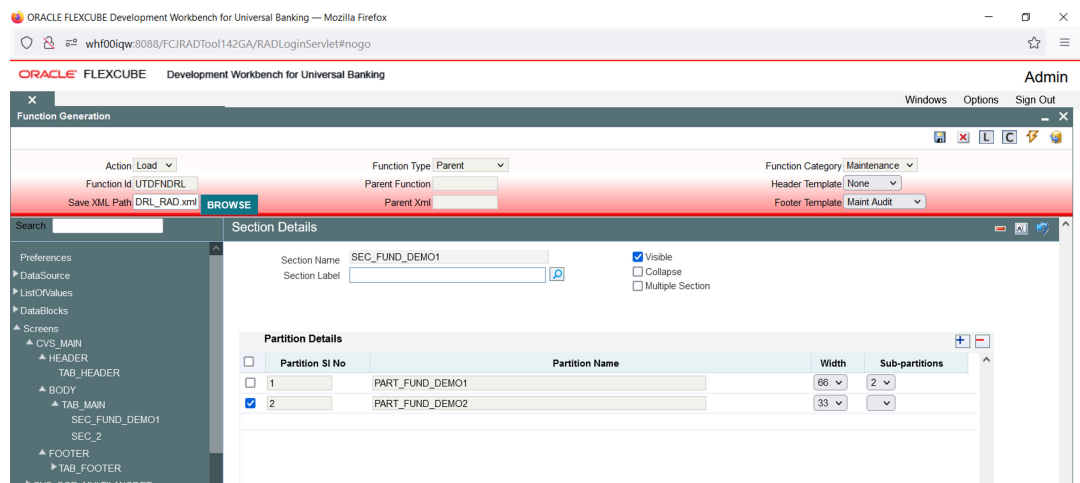 ORACLE FLEXCUBE Development Workbench for Universal Banking — Mozilla Firefox
whf00iqw:8088/FCJRADTool142GA/RADLoginServlet#nogo
ORACLE FLEXCUBE Development Workbench for Universal Banking
Admin
Windows Options Sign Out
Function Generation
L C
Action Load Function Type Parent Function Category Maintenance
Function Id UTDFNDRL Parent Function Header Template None
Save XML Path DRL_RAD.xml BROWSE Parent Xml Footer Template Maint Audit
Search
Section Details
Preferences
DataSource
ListOfValues
DataBlocks
Screens
CVS_MAIN
HEADER
TAB_HEADER
BODY
TAB_MAIN
SEC_FUND_DEMO1
SEC_2
FOOTER
TAB_FOOTER
Section Name SEC_FUND_DEMO1 Visible
Section Label Collapse
Multiple Section
Partition Details
Partition Sl No Partition Name Width Sub-partitions
1 PART_FUND_DEMO1 66 2
2 PART_FUND_DEMO2 33